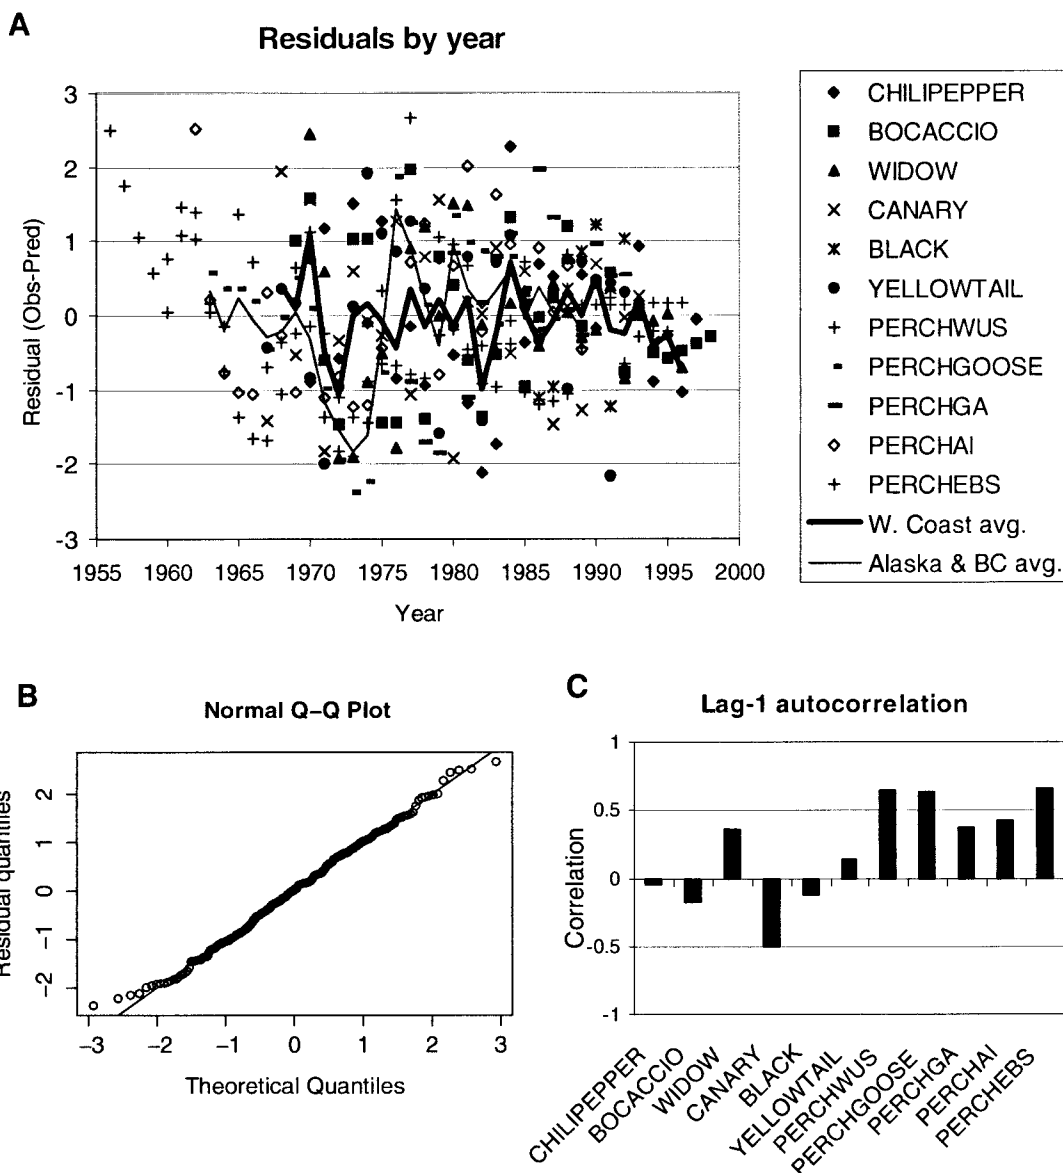 A
Residuals by year
3
2
1
0
-1
-2
-3
Residual (Obs-Pred)
1955 1960 1965 1970 1975 1980 1985 1990 1995 2000
Year
CHILIPEPPER
BOCACCIO
WIDOW
CANARY
BLACK
YELLOWTAIL
PERCHWUS
PERCHGOOSE
PERCHGA
PERCHAI
PERCHEBS
W. Coast avg.
Alaska & BC avg.
B
Normal Q–Q Plot
Residual quantiles
2
1
0
−1
−2
−3 −2 −1 0 1 2 3
Theoretical Quantiles
C
Lag-1 autocorrelation
1
0.5
0
-0.5
-1
Correlation
CHILIPEPPER
BOCACCIO
WIDOW
CANARY
BLACK
YELLOWTAIL
PERCHWUS
PERCHGOOSE
PERCHGA
PERCHAI
PERCHEBS